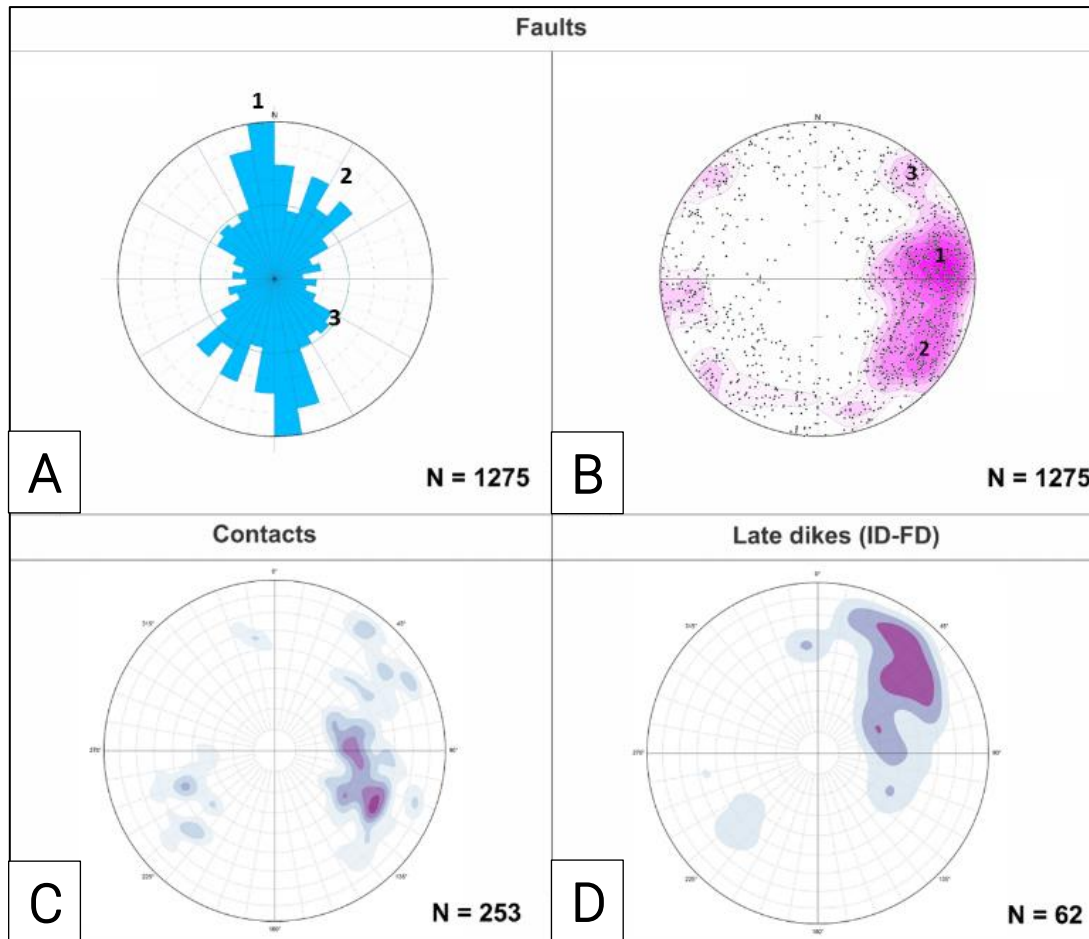 Faults
1
N
2
3
A
N = 1275
N
3
1
2
B
N = 1275
Contacts
0°
45°
90°
135°
180°
225°
270°
315°
C
N = 253
Late dikes (ID-FD)
0°
45°
90°
135°
180°
225°
270°
315°
D
N = 62